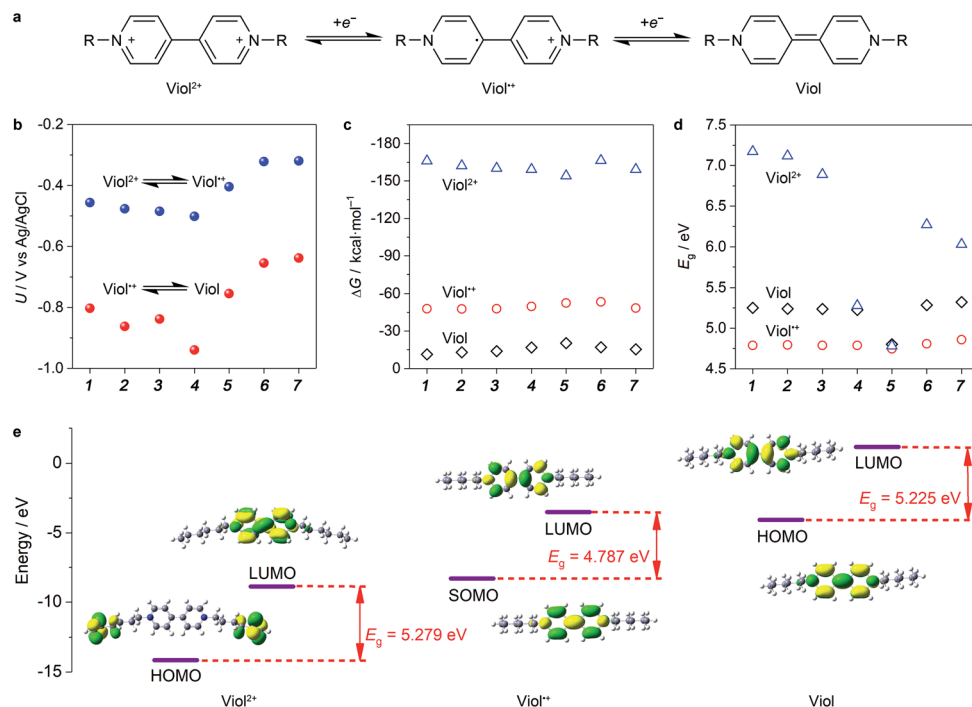 a
+e⁻ +e⁻
R N + + N R R N · + N R R N N R
Viol²⁺ Viol•⁺ Viol
b
U / V vs Ag/AgCl
-0.2
-0.4
-0.6
-0.8
-1.0
Viol²⁺ Viol•⁺
Viol•⁺ Viol
1 2 3 4 5 6 7
c
ΔG / kcal·mol⁻¹
-180
-150
-120
-90
-60
-30
0
Viol²⁺
Viol•⁺
Viol
1 2 3 4 5 6 7
d
Eg / eV
7.5
7.0
6.5
6.0
5.5
5.0
4.5
Viol²⁺
Viol
Viol•⁺
1 2 3 4 5 6 7
e
Energy / eV
0
-5
-10
-15
LUMO
Eg = 5.279 eV
HOMO
Viol²⁺
LUMO
Eg = 4.787 eV
SOMO
Viol•⁺
LUMO
Eg = 5.225 eV
HOMO
Viol